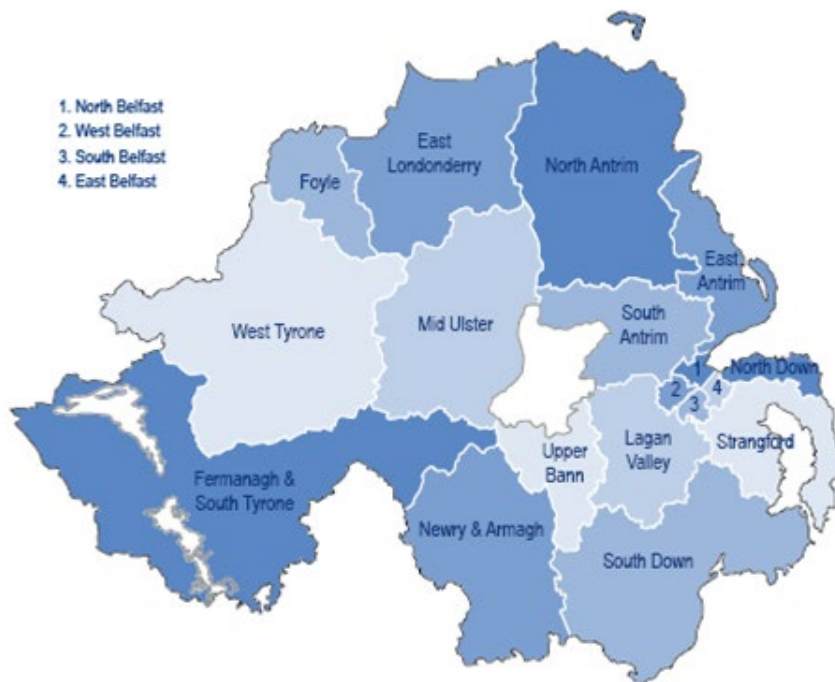 1. North Belfast
2. West Belfast
3. South Belfast
4. East Belfast
East
Londonderry
North Antrim
Foyle
East
Antrim
West Tyrone
Mid Ulster
South
Antrim
1
North Down
2
4
3
Upper
Bann
Lagan
Valley
Strangford
Fermanagh &
South Tyrone
Newry & Armagh
South Down